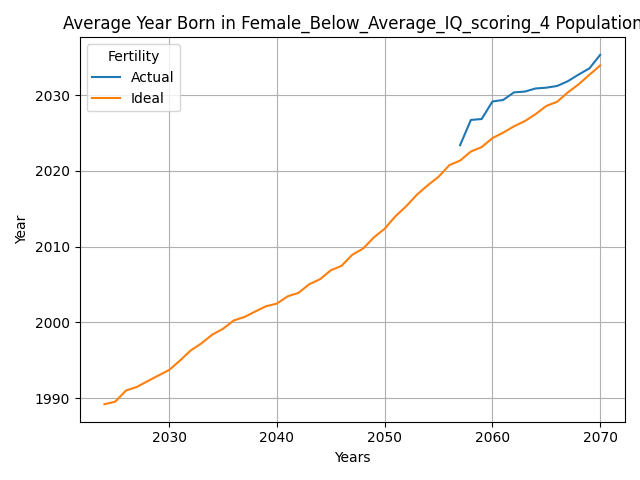 Average Year Born in Female_Below_Average_IQ_scoring_4 Population
Fertility
Actual
Ideal
Year
2030
2020
2010
2000
1990
2030 2040 2050 2060 2070
Years